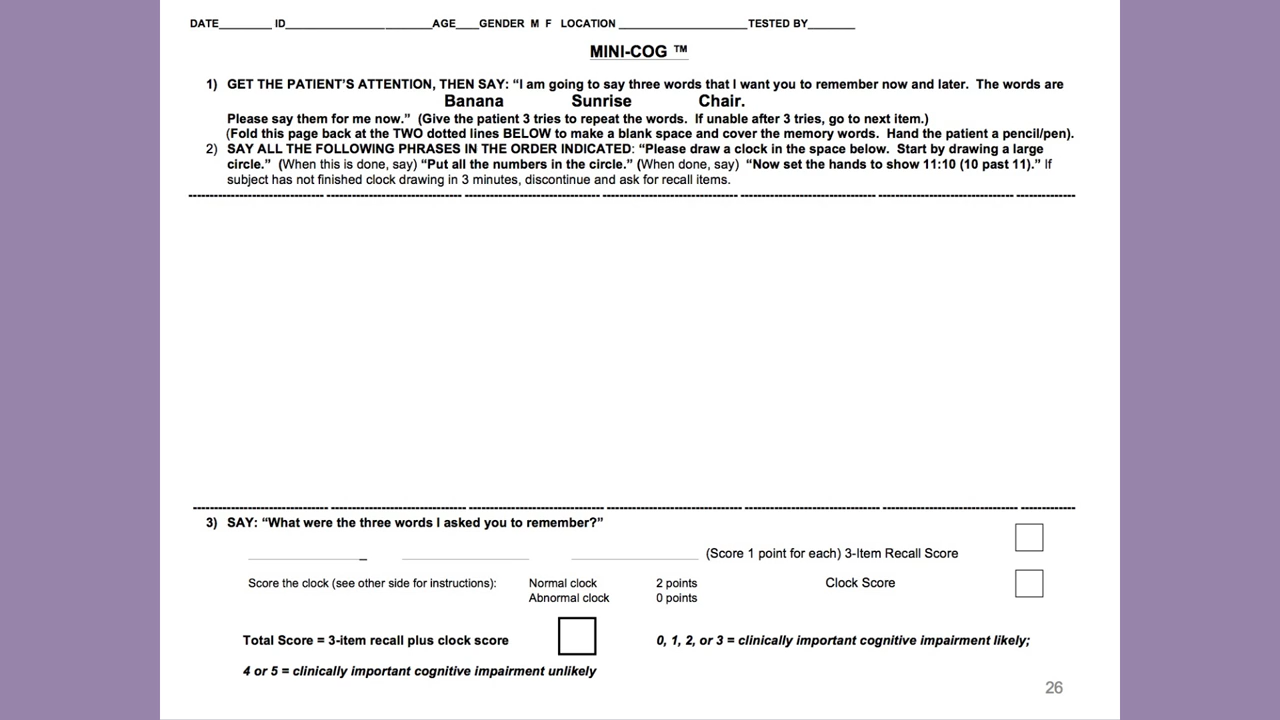 DATE_________ ID_________________________AGE____GENDER M F LOCATION ______________________TESTED BY________
MINI-COG ™
1) GET THE PATIENT'S ATTENTION, THEN SAY: “I am going to say three words that I want you to remember now and later. The words are
Banana Sunrise Chair.
Please say them for me now.” (Give the patient 3 tries to repeat the words. If unable after 3 tries, go to next item.)
(Fold this page back at the TWO dotted lines BELOW to make a blank space and cover the memory words. Hand the patient a pencil/pen).
2) SAY ALL THE FOLLOWING PHRASES IN THE ORDER INDICATED: “Please draw a clock in the space below. Start by drawing a large
circle.” (When this is done, say) “Put all the numbers in the circle.” (When done, say) “Now set the hands to show 11:10 (10 past 11).” If
subject has not finished clock drawing in 3 minutes, discontinue and ask for recall items.
3) SAY: “What were the three words I asked you to remember?”
(Score 1 point for each) 3-Item Recall Score
Score the clock (see other side for instructions): Normal clock 2 points Clock Score
Abnormal clock 0 points
Total Score = 3-item recall plus clock score 0, 1, 2, or 3 = clinically important cognitive impairment likely;
4 or 5 = clinically important cognitive impairment unlikely
26